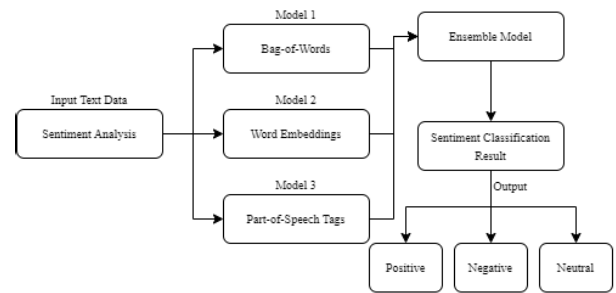 Model 1
Bag-of-Words
Ensemble Model
Input Text Data
Sentiment Analysis
Model 2
Word Embeddings
Sentiment Classification
Result
Model 3
Part-of-Speech Tags
Output
Positive
Negative
Neutral